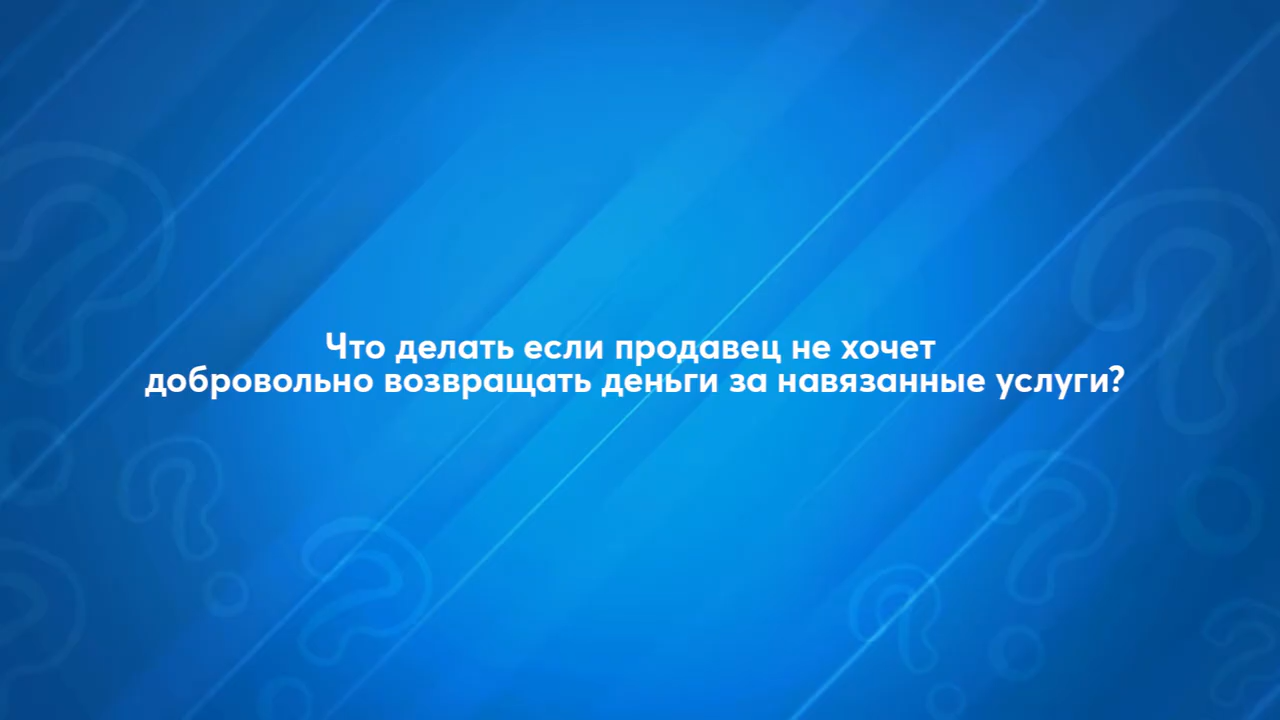 Что делать если продавец не хочет
добровольно возвращать деньги за навязанные услуги?